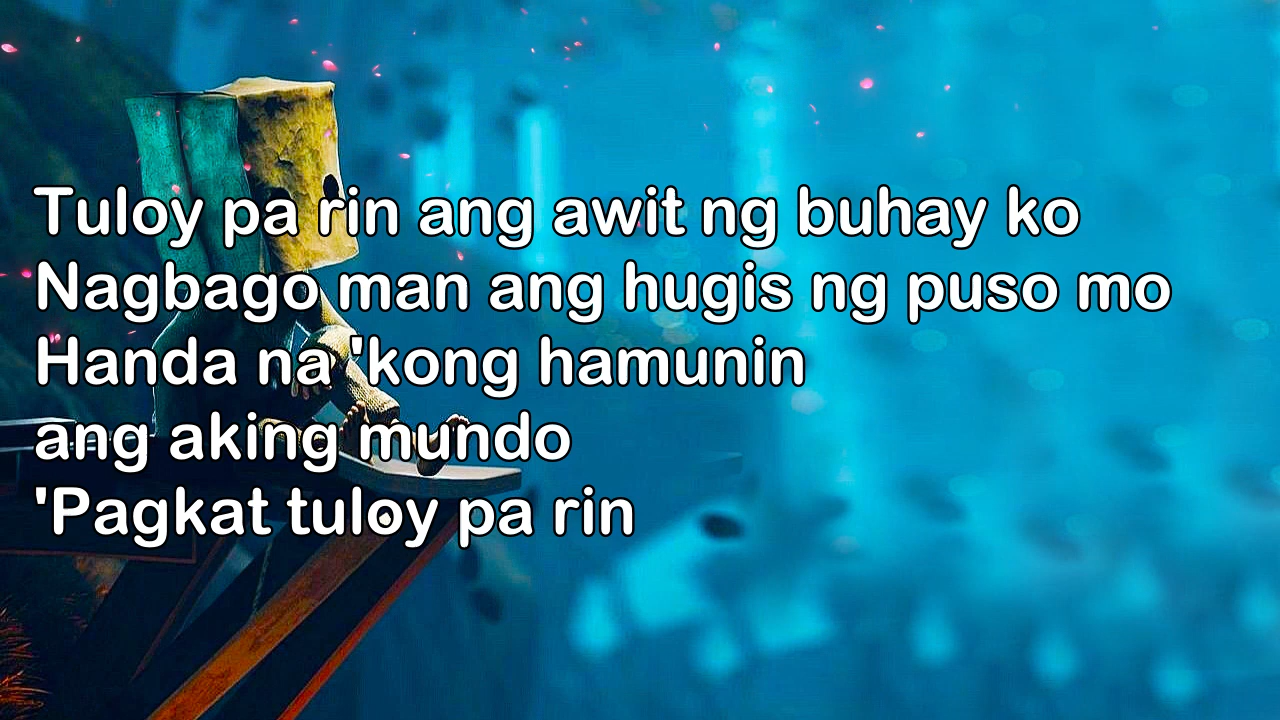 Tuloy pa rin ang awit ng buhay ko
Nagbago man ang hugis ng puso mo
Handa na 'kong hamunin
ang aking mundo
'Pagkat tuloy pa rin